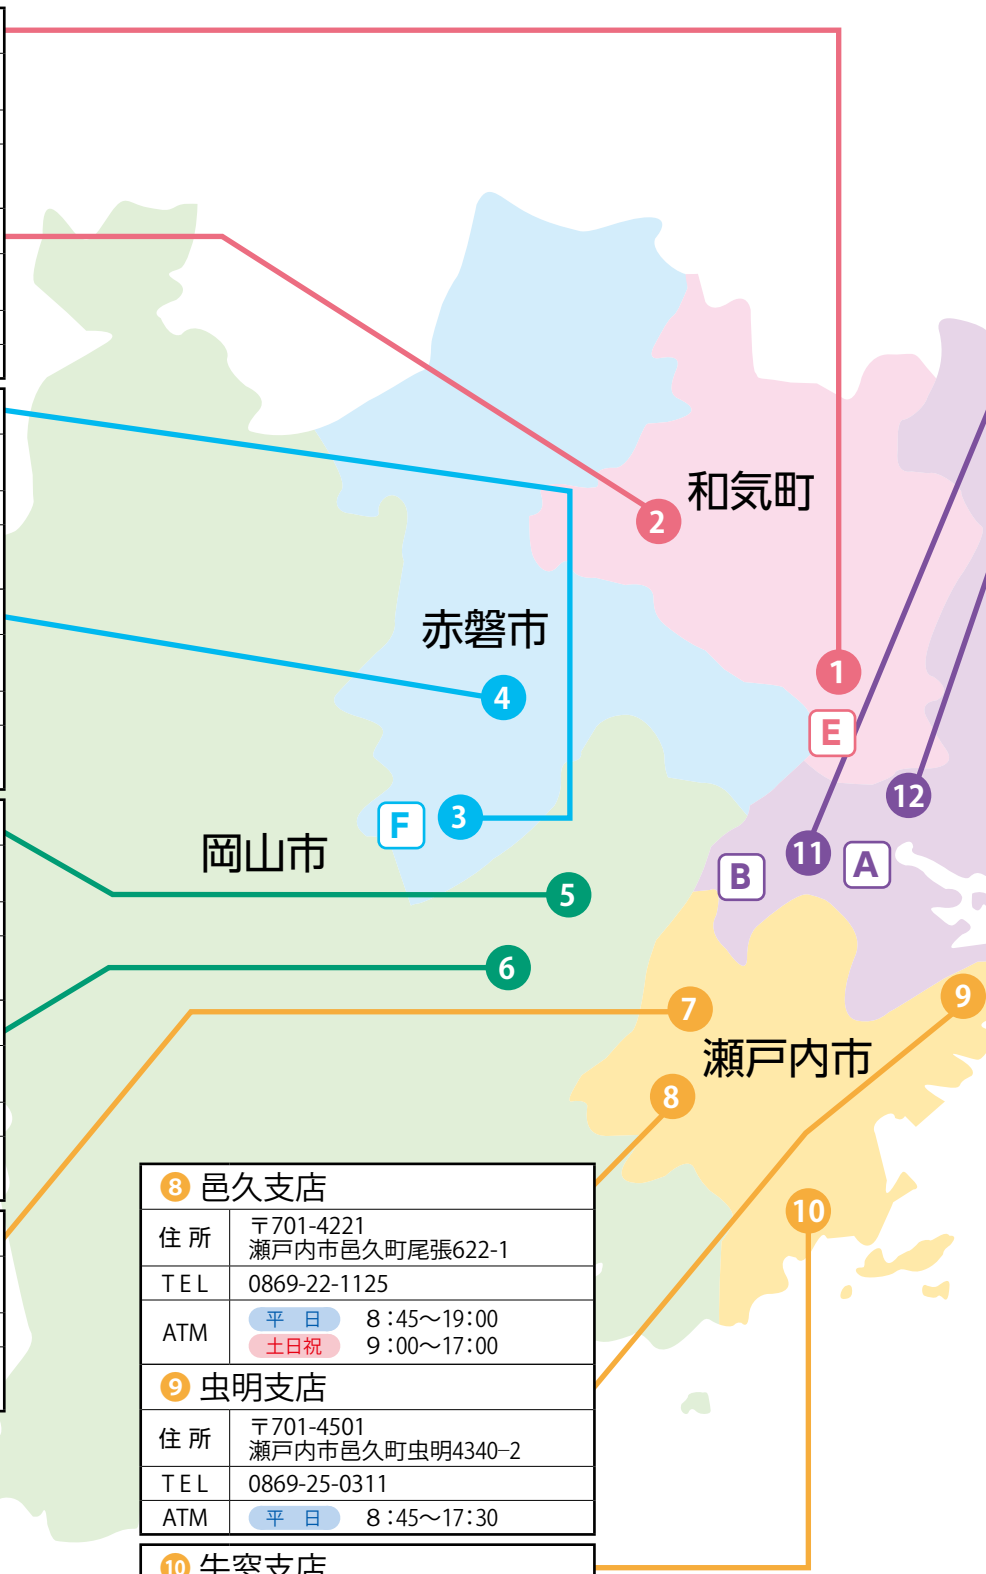 和気町
2
赤磐市
1
4
E
12
F
3
岡山市
11
A
B
5
6
7
9
瀬戸内市
8
10
8 邑久支店
住所 〒701-4221
瀬戸内市邑久町尾張622-1
TEL 0869-22-1125
ATM 平日 8:45〜19:00
土日祝 9:00〜17:00
9 虫明支店
住所 〒701-4501
瀬戸内市邑久町虫明4340−2
TEL 0869-25-0311
ATM 平日 8:45〜17:30
10 牛窓支店